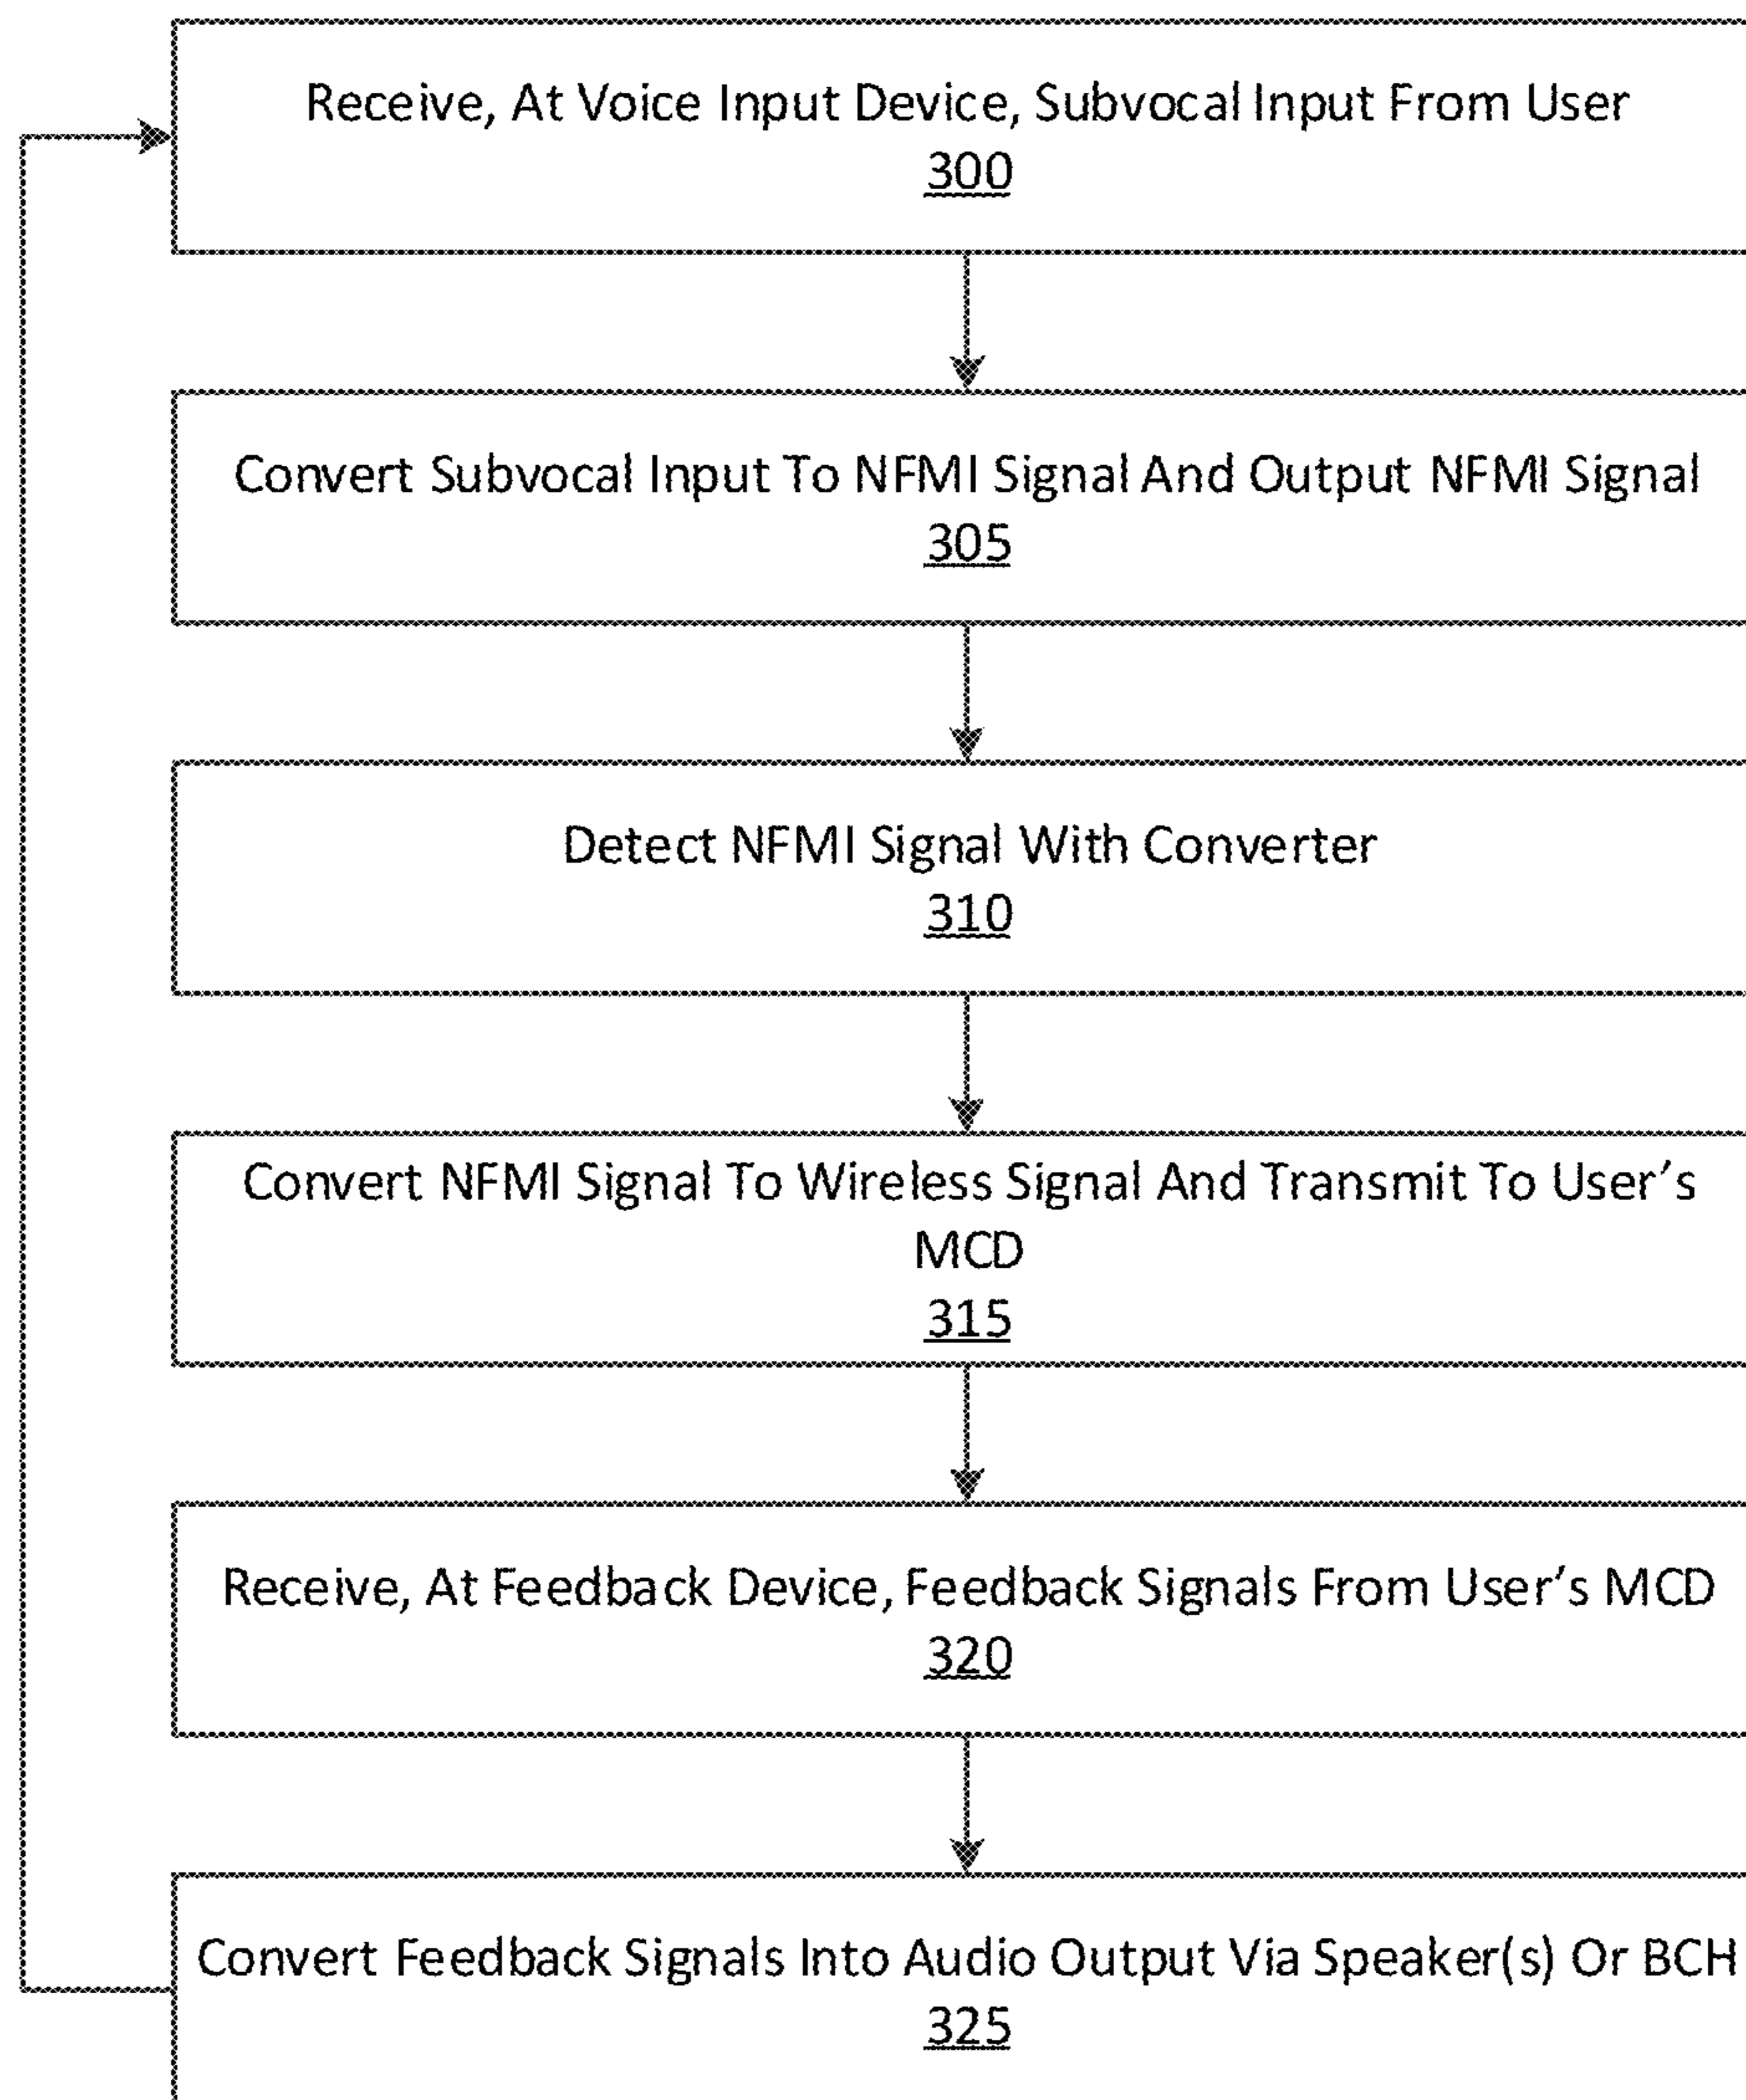 Receive, At Voice Input Device, Subvocal Input From User
300
Convert Subvocal Input To NFMI Signal And Output NFMI Signal
305
Detect NFMI Signal With Converter
310
Convert NFMI Signal To Wireless Signal And Transmit To User’s
MCD
315
Receive, At Feedback Device, Feedback Signals From User’s MCD
320
Convert Feedback Signals Into Audio Output Via Speaker(s) Or BCH
325